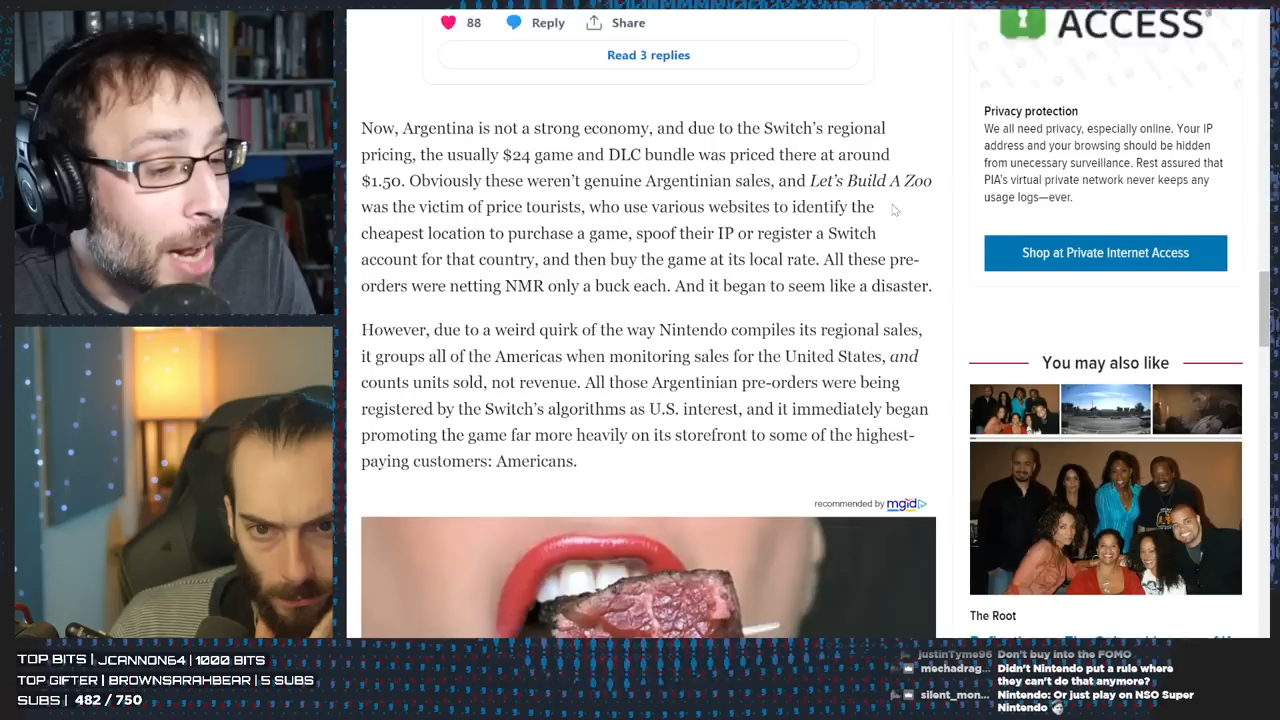 88 Reply Share
Read 3 replies
Now, Argentina is not a strong economy, and due to the Switch’s regional
pricing, the usually $24 game and DLC bundle was priced there at around
$1.50. Obviously these weren’t genuine Argentinian sales, and Let’s Build A Zoo
was the victim of price tourists, who use various websites to identify the
cheapest location to purchase a game, spoof their IP or register a Switch
account for that country, and then buy the game at its local rate. All these pre-
orders were netting NMR only a buck each. And it began to seem like a disaster.
However, due to a weird quirk of the way Nintendo compiles its regional sales,
it groups all of the Americas when monitoring sales for the United States, and
counts units sold, not revenue. All those Argentinian pre-orders were being
registered by the Switch’s algorithms as U.S. interest, and it immediately began
promoting the game far more heavily on its storefront to some of the highest-
paying customers: Americans.
recommended by mgid
ACCESS
Privacy protection
We all need privacy, especially online. Your IP
address and your browsing should be hidden
from unecessary surveillance. Rest assured that
PIA’s virtual private network never keeps any
usage logs—ever.
Shop at Private Internet Access
You may also like
The Root
TOP BITS | JCANNON64 | 1000 BITS
TOP GIFTER | BROWNSARAHBEAR | 5 SUBS
SUBS | 482 / 750
justinTyme96 Don't buy into the FOMO
mechadrag... Didn't Nintendo put a rule where
they can't do that anymore?
silent_mon... Nintendo: Or just play on NSO Super
Nintendo